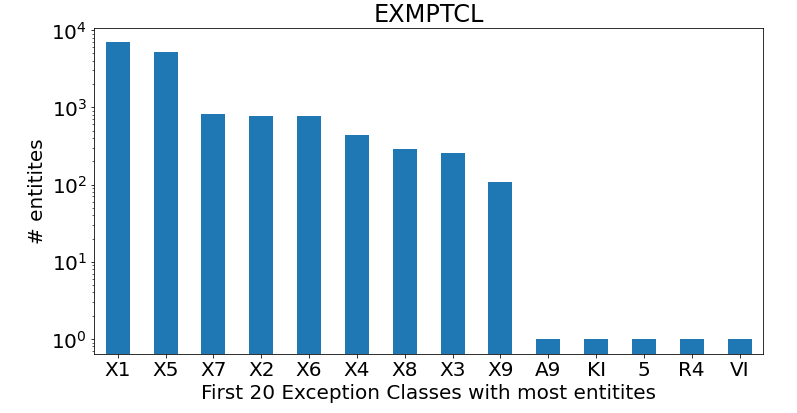 EXMPTCL
10^4
10^3
10^2
10^1
10^0
# entitites
X1 X5 X7 X2 X6 X4 X8 X3 X9 A9 KI 5 R4 VI
First 20 Exception Classes with most entitites